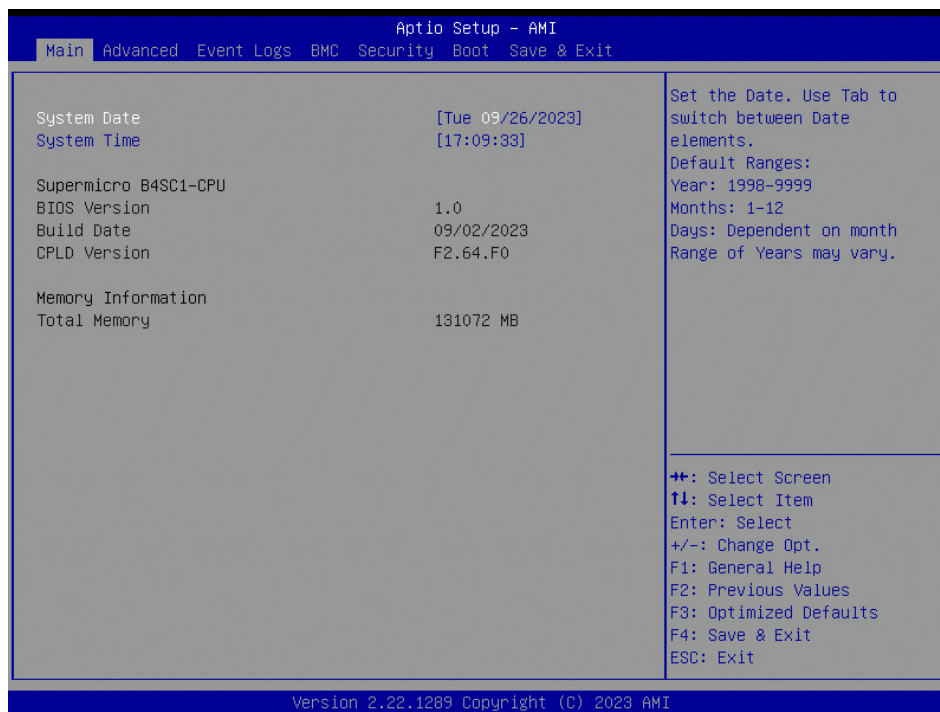 Aptio Setup – AMI
Main Advanced Event Logs BMC Security Boot Save & Exit
System Date [Tue 09/26/2023]
System Time [17:09:33]
Supermicro B4SC1-CPU
BIOS Version 1.0
Build Date 09/02/2023
CPLD Version F2.64.F0
Memory Information
Total Memory 131072 MB
Set the Date. Use Tab to
switch between Date
elements.
Default Ranges:
Year: 1998-9999
Months: 1-12
Days: Dependent on month
Range of Years may vary.
→←: Select Screen
↑↓: Select Item
Enter: Select
+/-: Change Opt.
F1: General Help
F2: Previous Values
F3: Optimized Defaults
F4: Save & Exit
ESC: Exit
Version 2.22.1289 Copyright (C) 2023 AMI